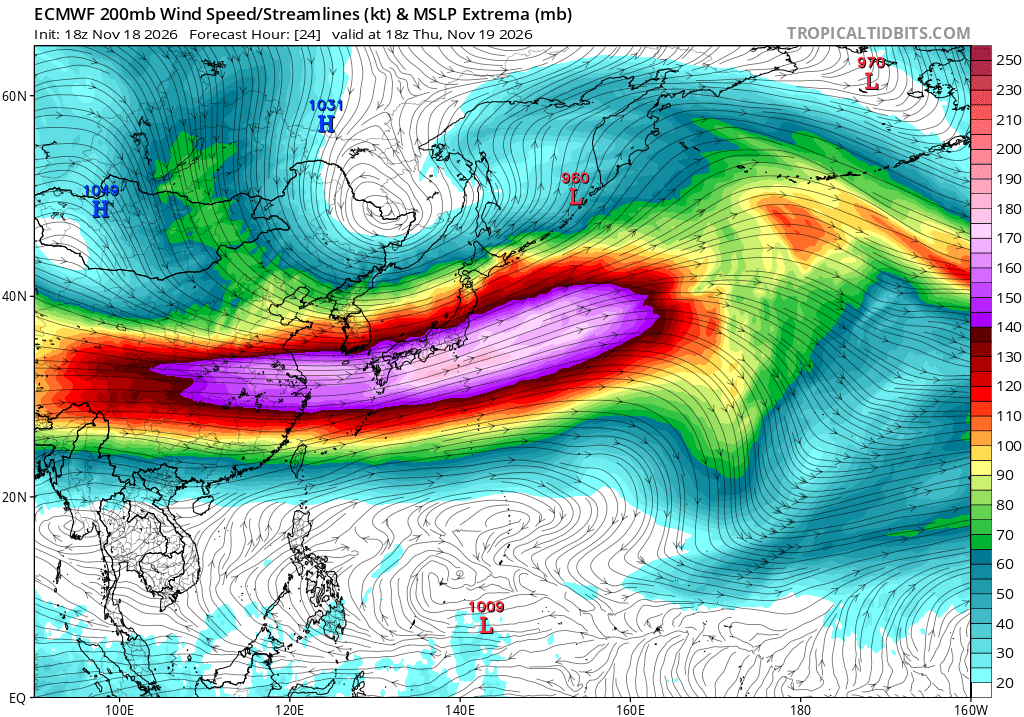 ECMWF 200mb Wind Speed/Streamlines (kt) & MSLP Extrema (mb)
Init: 18z Nov 18 2026 Forecast Hour: [24] valid at 18z Thu, Nov 19 2026
TROPICALTIDBITS.COM
970
L
1031
H
1049
H
960
L
1009
L
60N
40N
20N
EQ
100E
120E
140E
160E
180
160W
250
230
210
200
190
180
170
160
140
130
120
110
100
90
80
70
60
50
40
30
20